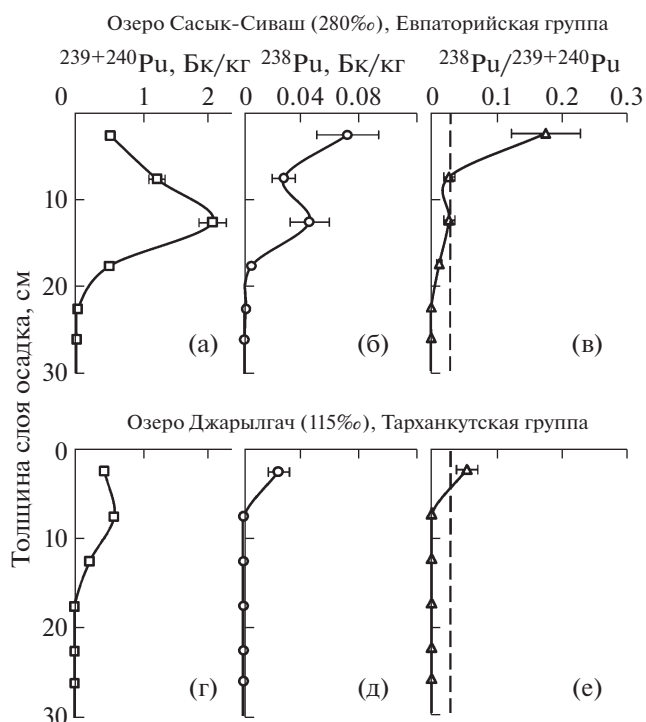 Озеро Сасык-Сиваш (280‰), Евпаторийская группа
239+240Pu, Бк/кг 238Pu, Бк/кг 238Pu/239+240Pu
0 1 2 0 0.04 0.08 0 0.1 0.2 0.3
10
20
30
(а) (б) (в)
Озеро Джарылгач (115‰), Тарханкутская группа
0
10
20
30
(г) (д) (е)
Толщина слоя осадка, см